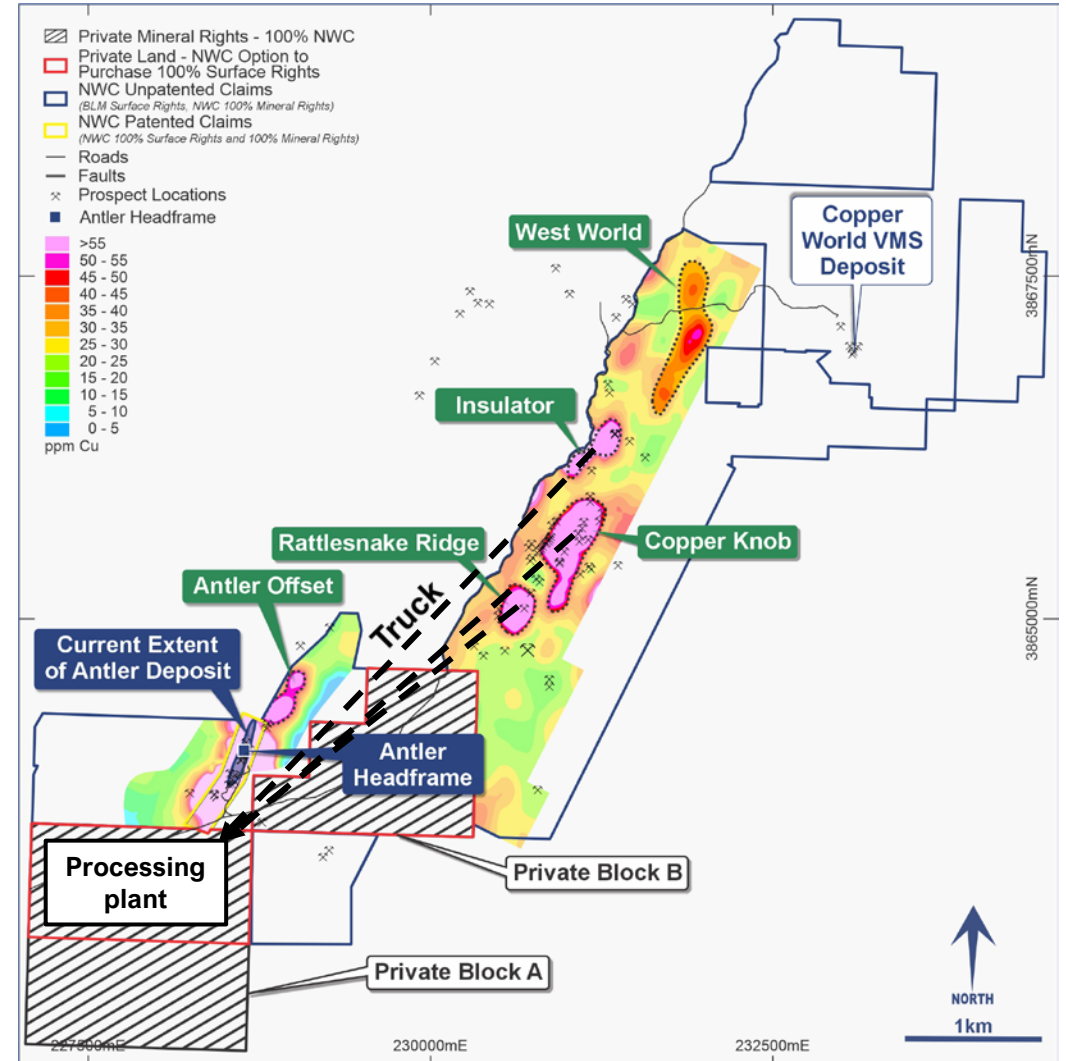 Private Mineral Rights - 100% NWC
Private Land - NWC Option to
Purchase 100% Surface Rights
NWC Unpatented Claims
(BLM Surface Rights, NWC 100% Mineral Rights)
NWC Patented Claims
(NWC 100% Surface Rights and 100% Mineral Rights)
Roads
Faults
Prospect Locations
Antler Headframe
>55
50 - 55
45 - 50
40 - 45
35 - 40
30 - 35
25 - 30
20 - 25
15 - 20
10 - 15
5 - 10
0 - 5
ppm Cu
West World
Copper
World VMS
Deposit
3867500mN
Insulator
Rattlesnake Ridge
Copper Knob
Truck
Antler Offset
3865000mN
Current Extent
of Antler Deposit
Antler
Headframe
Processing
plant
Private Block B
Private Block A
NORTH
1km
227500mE
230000mE
232500mE